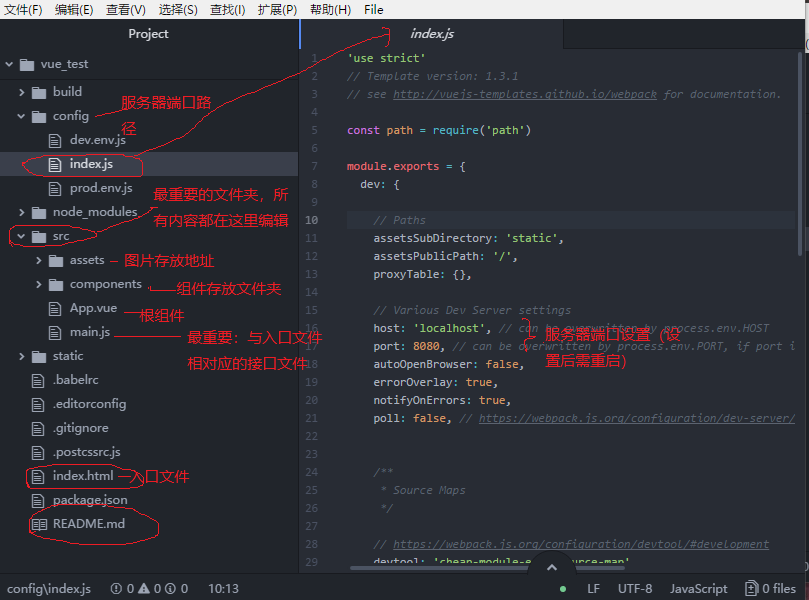 文件(F) 编辑(E) 查看(V) 选择(S) 查找(I) 扩展(P) 帮助(H) File
Project
index.js
vue_test
build
config
服务器端口路
径
dev.env.js
index.js
prod.env.js
最重要的文件夹，所
有内容都在这里编辑
node_modules
src
assets
图片存放地址
components
组件存放文件夹
App.vue
根组件
main.js
最重要：与入口文件
相对应的接口文件
static
.babelrc
.editorconfig
.gitignore
.postcssrc.js
index.html
入口文件
package.json
README.md
1 'use strict'
2 // Template version: 1.3.1
3 // see http://vuejs-templates.github.io/webpack for documentation.
4
5 const path = require('path')
6
7 module.exports = {
8 dev: {
9
10 // Paths
11 assetsSubDirectory: 'static',
12 assetsPublicPath: '/',
13 proxyTable: {},
14
15 // Various Dev Server settings
16 host: 'localhost', // can be overwritten by process.env.HOST
17 port: 8080, // can be overwritten by process.env.PORT, if port i
服务器端口设置（设
置后需重启）
18 autoOpenBrowser: false,
19 errorOverlay: true,
20 notifyOnErrors: true,
21 poll: false, // https://webpack.js.org/configuration/dev-server/
22
23
24 /**
25 * Source Maps
26 */
27
28 // https://webpack.js.org/configuration/devtool/#development
29 devtool: 'cheap-module-eval-source-map'
config\index.js 0 0 0 10:13 LF UTF-8 JavaScript 0 files